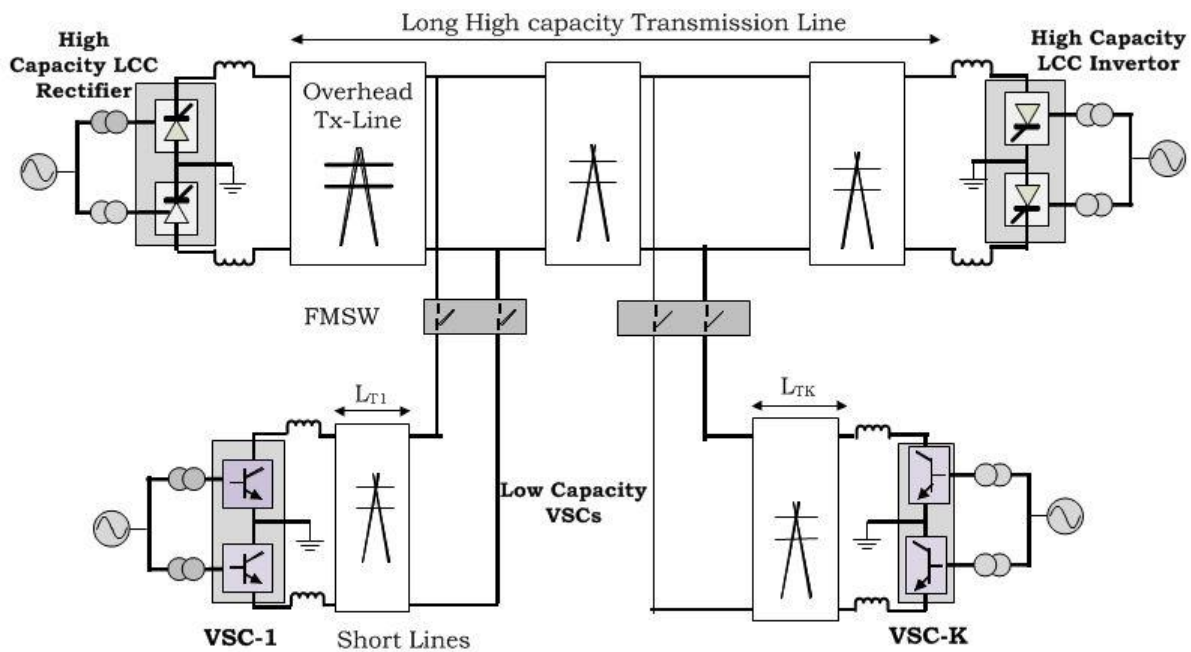 Long High capacity Transmission Line
High
Capacity LCC
Rectifier
High Capacity
LCC Invertor
Overhead
Tx-Line
FMSW
LT1
LTK
Low Capacity
VSCs
VSC-1
Short Lines
VSC-K